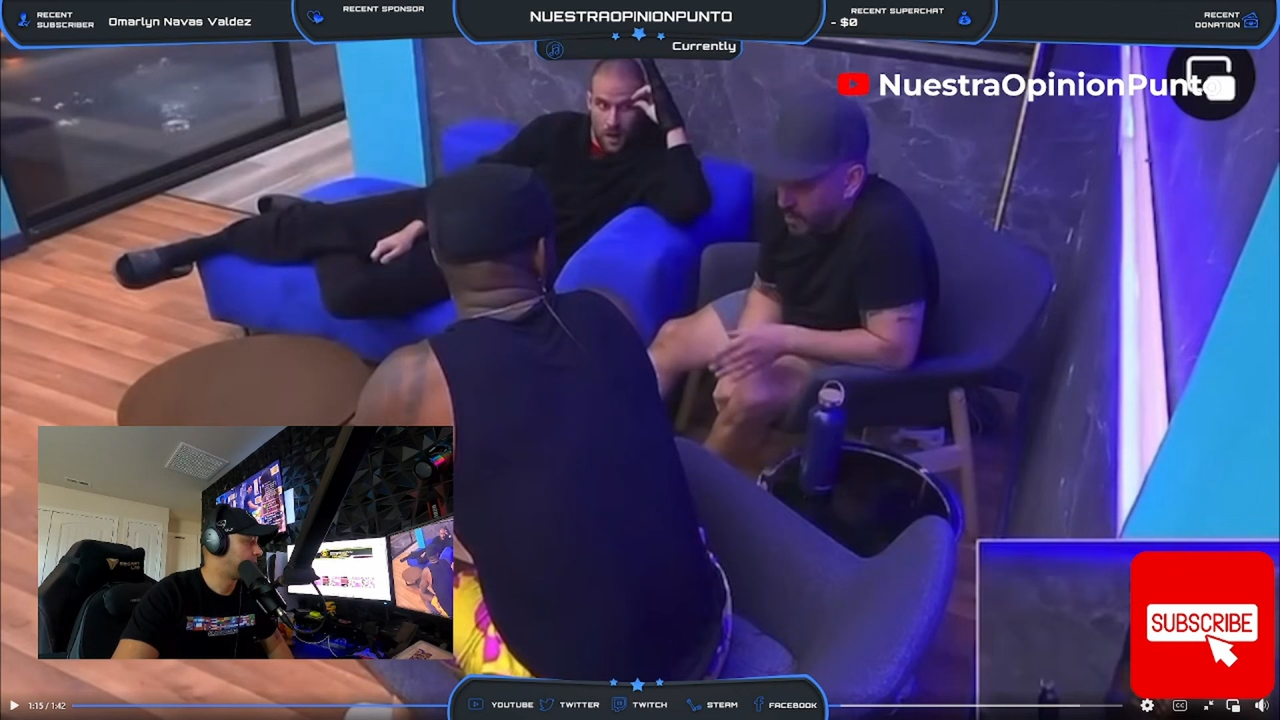 RECENT
SUBSCRIBER
Omarlyn Navas Valdez
RECENT SPONSOR
NUESTRAOPINIONPUNTO
RECENT SUPERCHAT
- $0
RECENT
DONATION
Currently
NuestraOpinionPunto
SUBSCRIBE
1:15 / 1:42
YOUTUBE
TWITTER
TWITCH
STEAM
FACEBOOK
CC